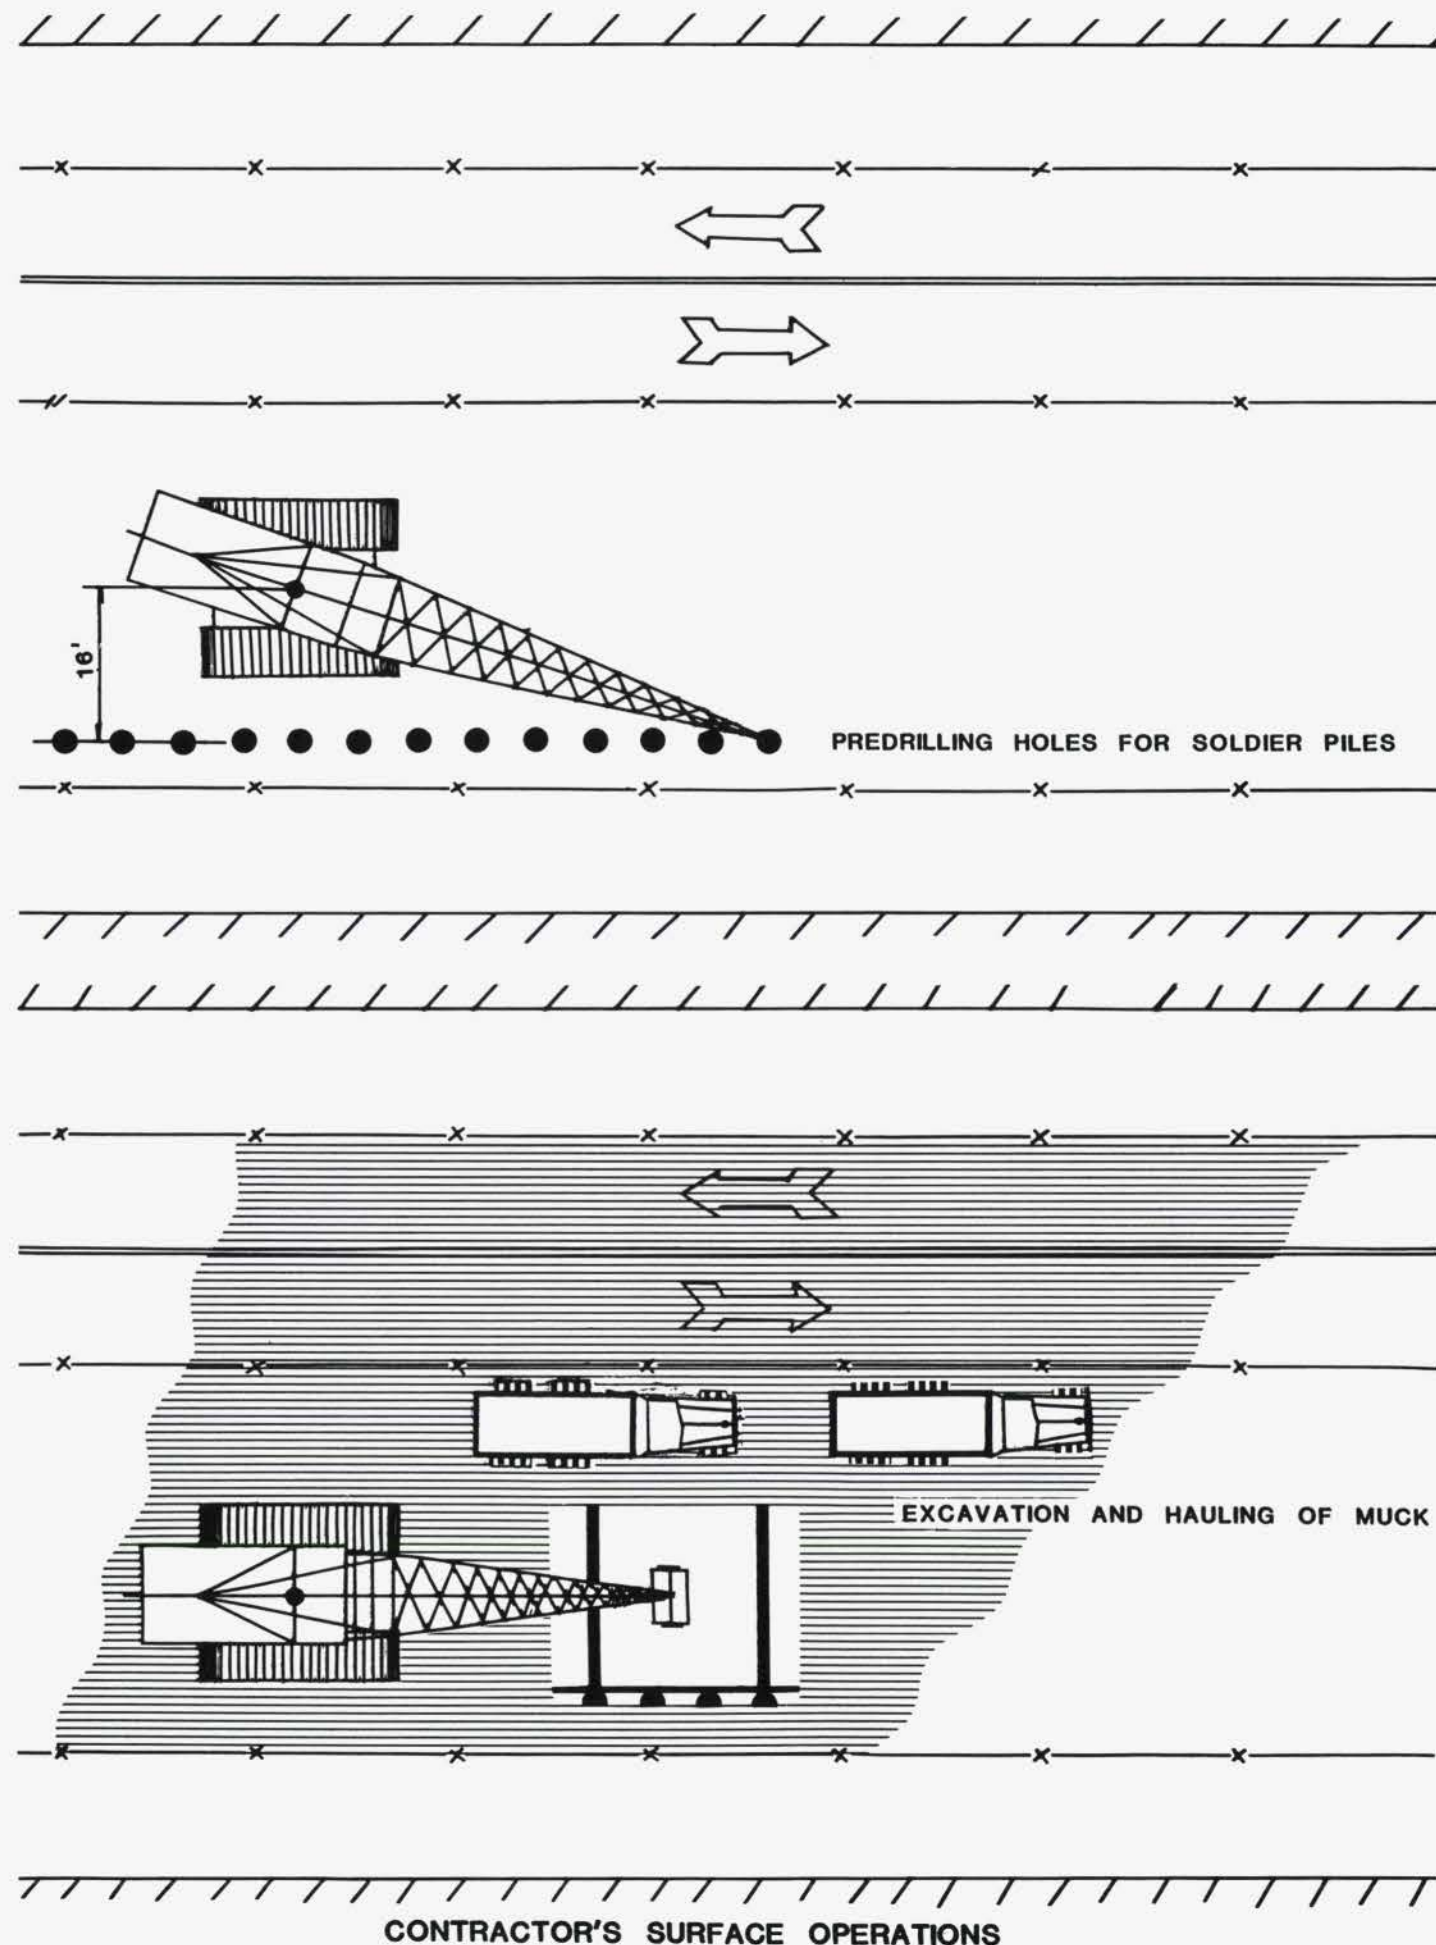 16'
PREDRILLING HOLES FOR SOLDIER PILES
EXCAVATION AND HAULING OF MUCK
CONTRACTOR'S SURFACE OPERATIONS